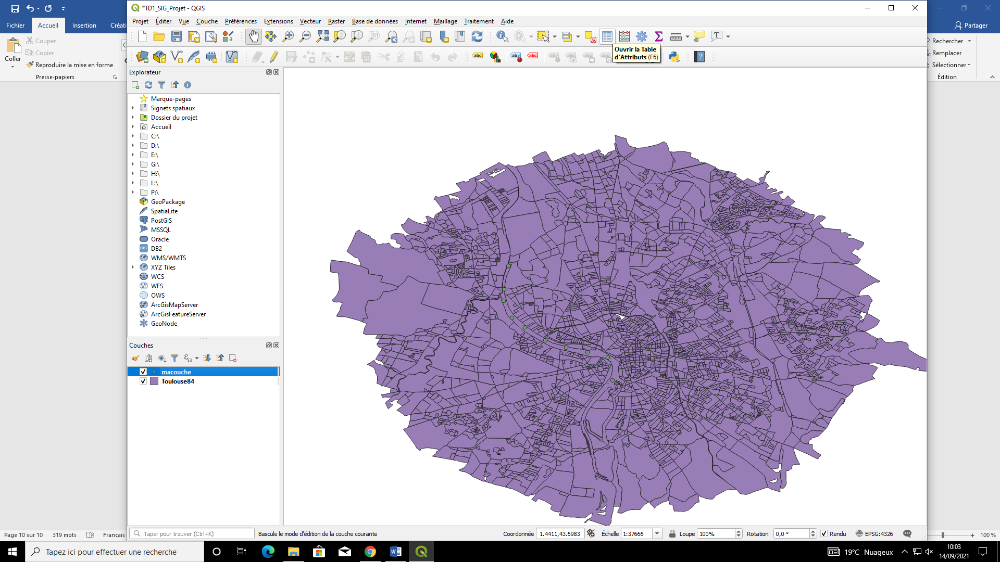 *TD1_SIG_Projet - QGIS
Fichier Accueil Insertion Créati
Partager
Projet Éditer Vue Couche Préférences Extensions Vecteur Raster Base de données Internet Maillage Traitement Aide
Couper
Copier
Coller
Reproduire la mise en forme
Presse-papiers
Rechercher
Remplacer
Sélectionner
Édition
Ouvrir la Table
d'Attributs (F6)
Explorateur
Marque-pages
Signets spatiaux
Dossier du projet
Accueil
C:\
D:\
E:\
G:\
H:\
L:\
P:\
GeoPackage
SpatiaLite
PostGIS
MSSQL
Oracle
DB2
WMS/WMTS
XYZ Tiles
WCS
WFS
OWS
ArcGisMapServer
ArcGisFeatureServer
GeoNode
Couches
macouche
Toulouse84
Taper pour trouver (Ctrl+K)
Bascule le mode d'édition de la couche courante
Coordonnée 1.4411,43.6983
Échelle 1:37666
Loupe 100%
Rotation 0,0 °
Rendu
EPSG:4326
Page 10 sur 10 319 mots Français
100 %
Tapez ici pour effectuer une recherche
19°C Nuageux
10:03
14/09/2021